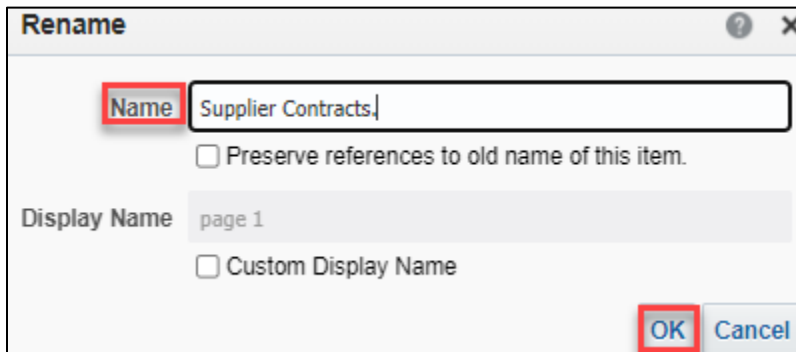 Rename
Name Supplier Contracts.
Preserve references to old name of this item.
Display Name page 1
Custom Display Name
OK Cancel